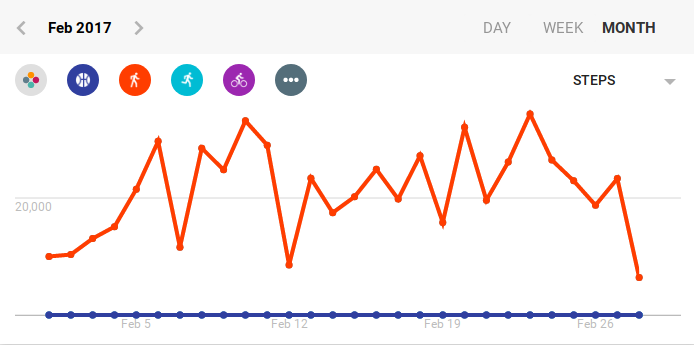 Feb 2017
DAY WEEK MONTH
STEPS
20,000
Feb 5 Feb 12 Feb 19 Feb 26